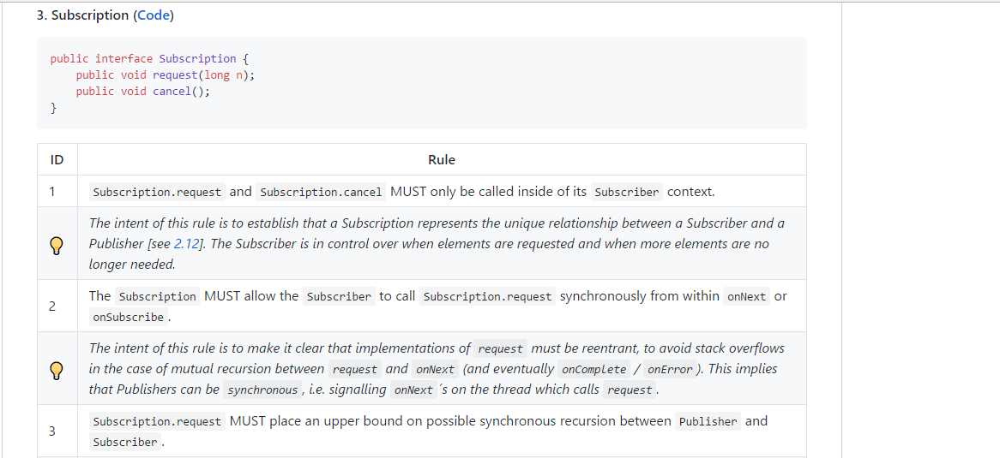 3. Subscription (Code)
public interface Subscription {
    public void request(long n);
    public void cancel();
}
ID Rule
1 Subscription.request and Subscription.cancel MUST only be called inside of its Subscriber context.
The intent of this rule is to establish that a Subscription represents the unique relationship between a Subscriber and a
Publisher [see 2.12]. The Subscriber is in control over when elements are requested and when more elements are no
longer needed.
2 The Subscription MUST allow the Subscriber to call Subscription.request synchronously from within onNext or
onSubscribe.
The intent of this rule is to make it clear that implementations of request must be reentrant, to avoid stack overflows
in the case of mutual recursion between request and onNext (and eventually onComplete / onError). This implies
that Publishers can be synchronous, i.e. signalling onNext´s on the thread which calls request.
3 Subscription.request MUST place an upper bound on possible synchronous recursion between Publisher and
Subscriber.